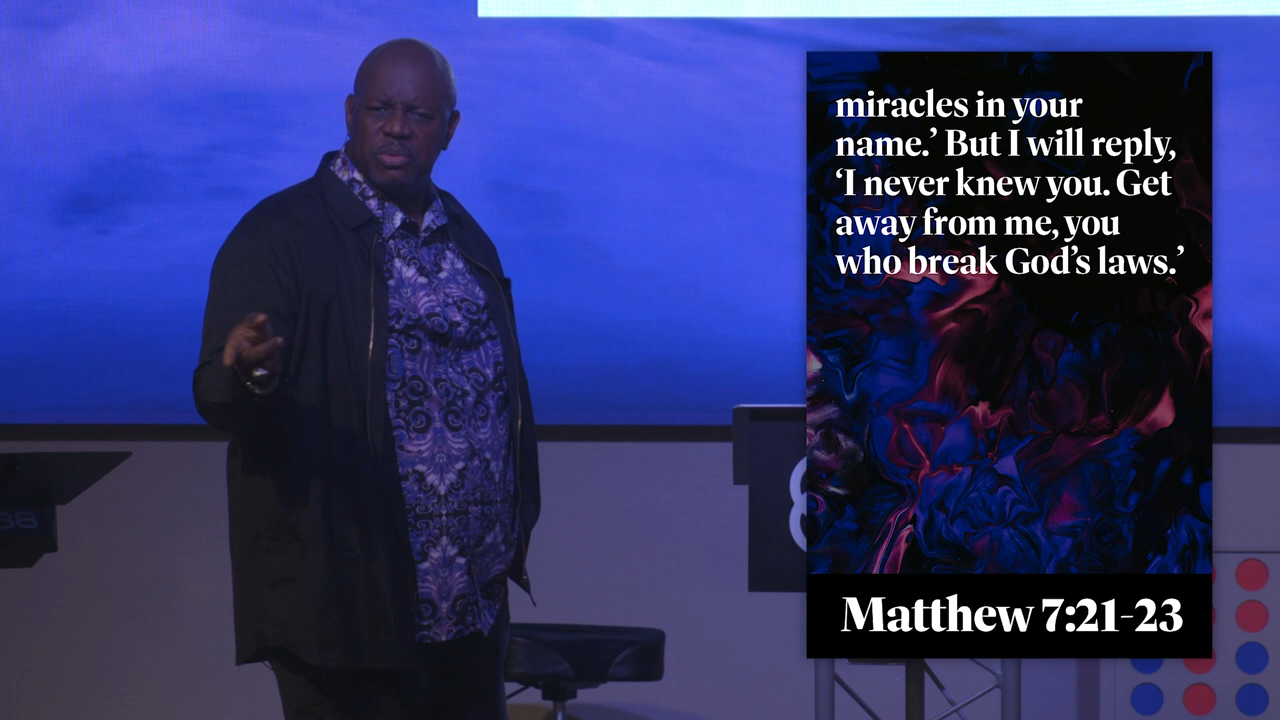 miracles in your
name.’ But I will reply,
‘I never knew you. Get
away from me, you
who break God’s laws.’
Matthew 7:21-23